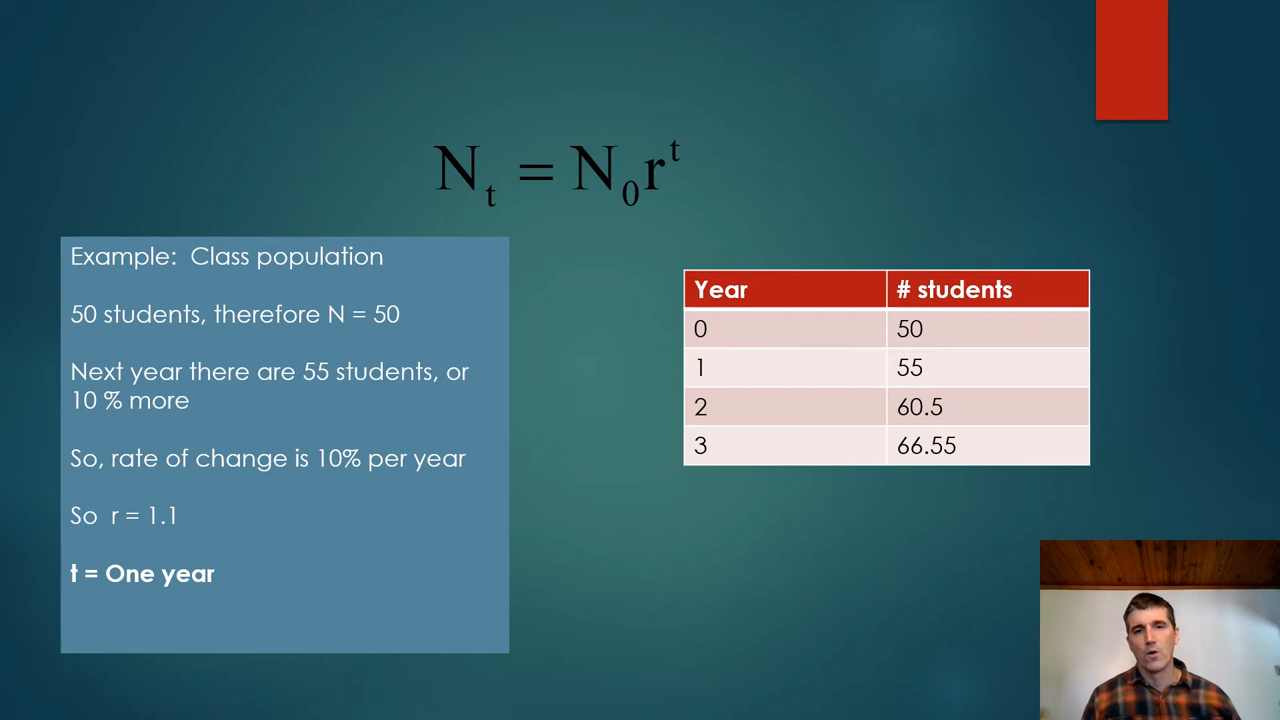 Nₜ = N₀rᵗ
Example:  Class population
50 students, therefore N = 50
Next year there are 55 students, or
10 % more
So, rate of change is 10% per year
So  r = 1.1
t = One year
Year # students
0 50
1 55
2 60.5
3 66.55